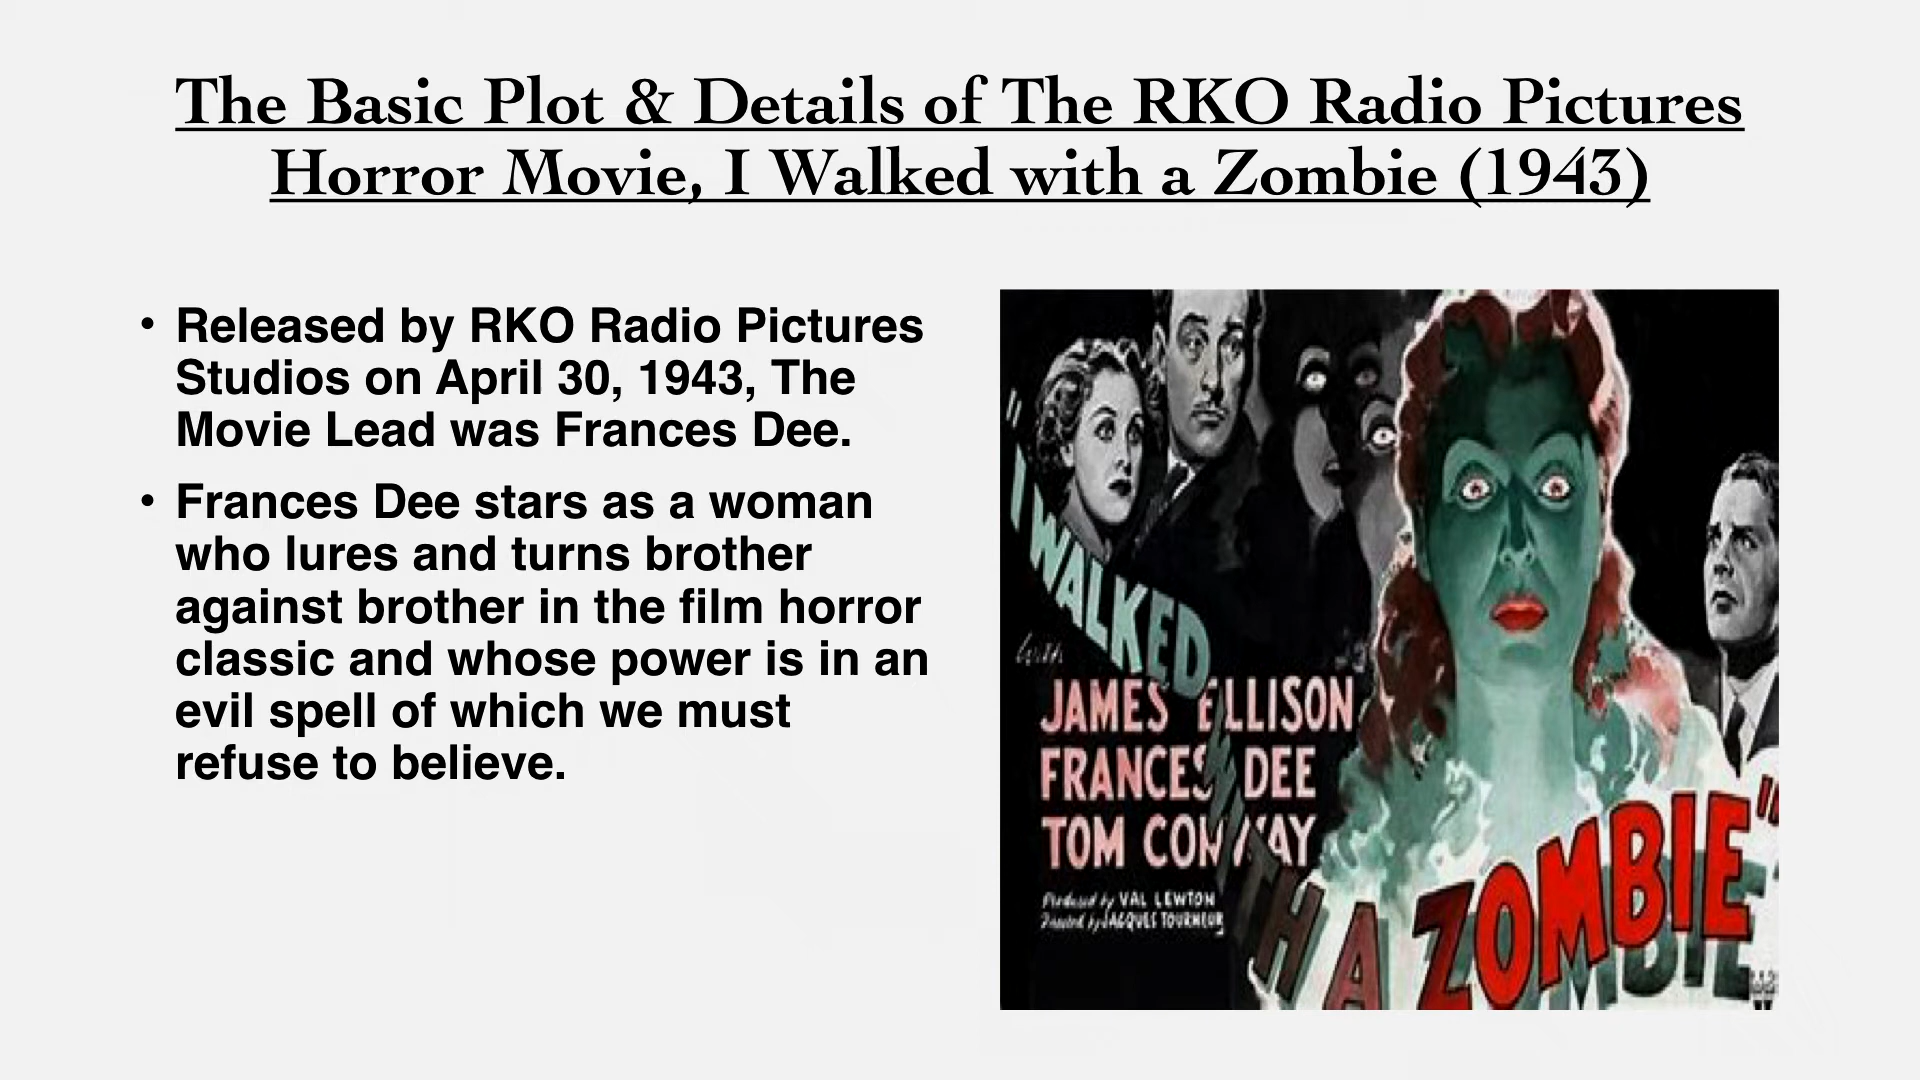 The Basic Plot & Details of The RKO Radio Pictures
Horror Movie, I Walked with a Zombie (1943)
• Released by RKO Radio Pictures
Studios on April 30, 1943, The
Movie Lead was Frances Dee.
• Frances Dee stars as a woman
who lures and turns brother
against brother in the film horror
classic and whose power is in an
evil spell of which we must
refuse to believe.
"I WALKED
WITH A ZOMBIE"
with
JAMES ELLISON
FRANCES DEE
TOM CONWAY
Produced by VAL LEWTON
Directed by JACQUES TOURNEUR